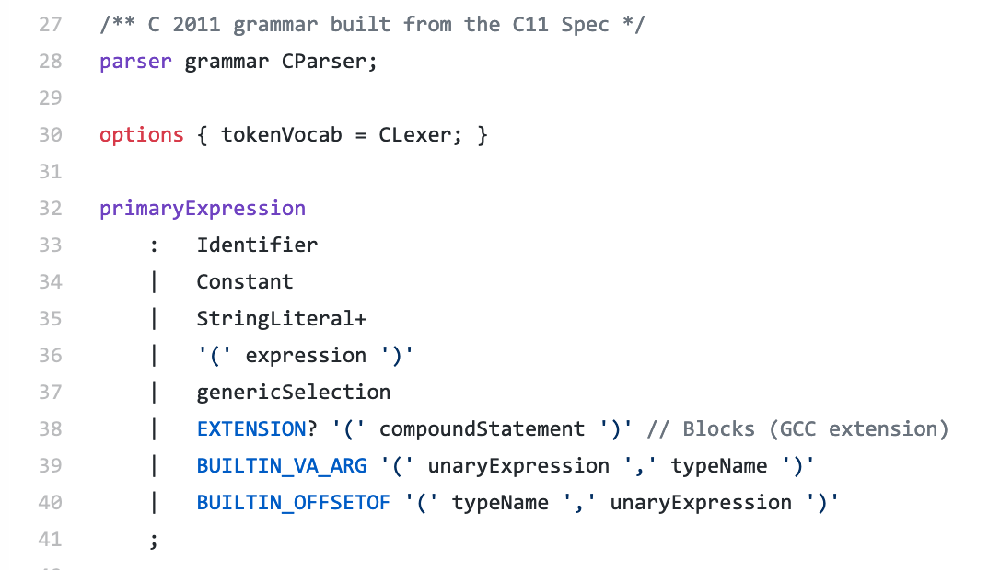 27 /** C 2011 grammar built from the C11 Spec */
28 parser grammar CParser;
29
30 options { tokenVocab = CLexer; }
31
32 primaryExpression
33 : Identifier
34 | Constant
35 | StringLiteral+
36 | '(' expression ')'
37 | genericSelection
38 | EXTENSION? '(' compoundStatement ')' // Blocks (GCC extension)
39 | BUILTIN_VA_ARG '(' unaryExpression ',' typeName ')'
40 | BUILTIN_OFFSETOF '(' typeName ',' unaryExpression ')'
41 ;